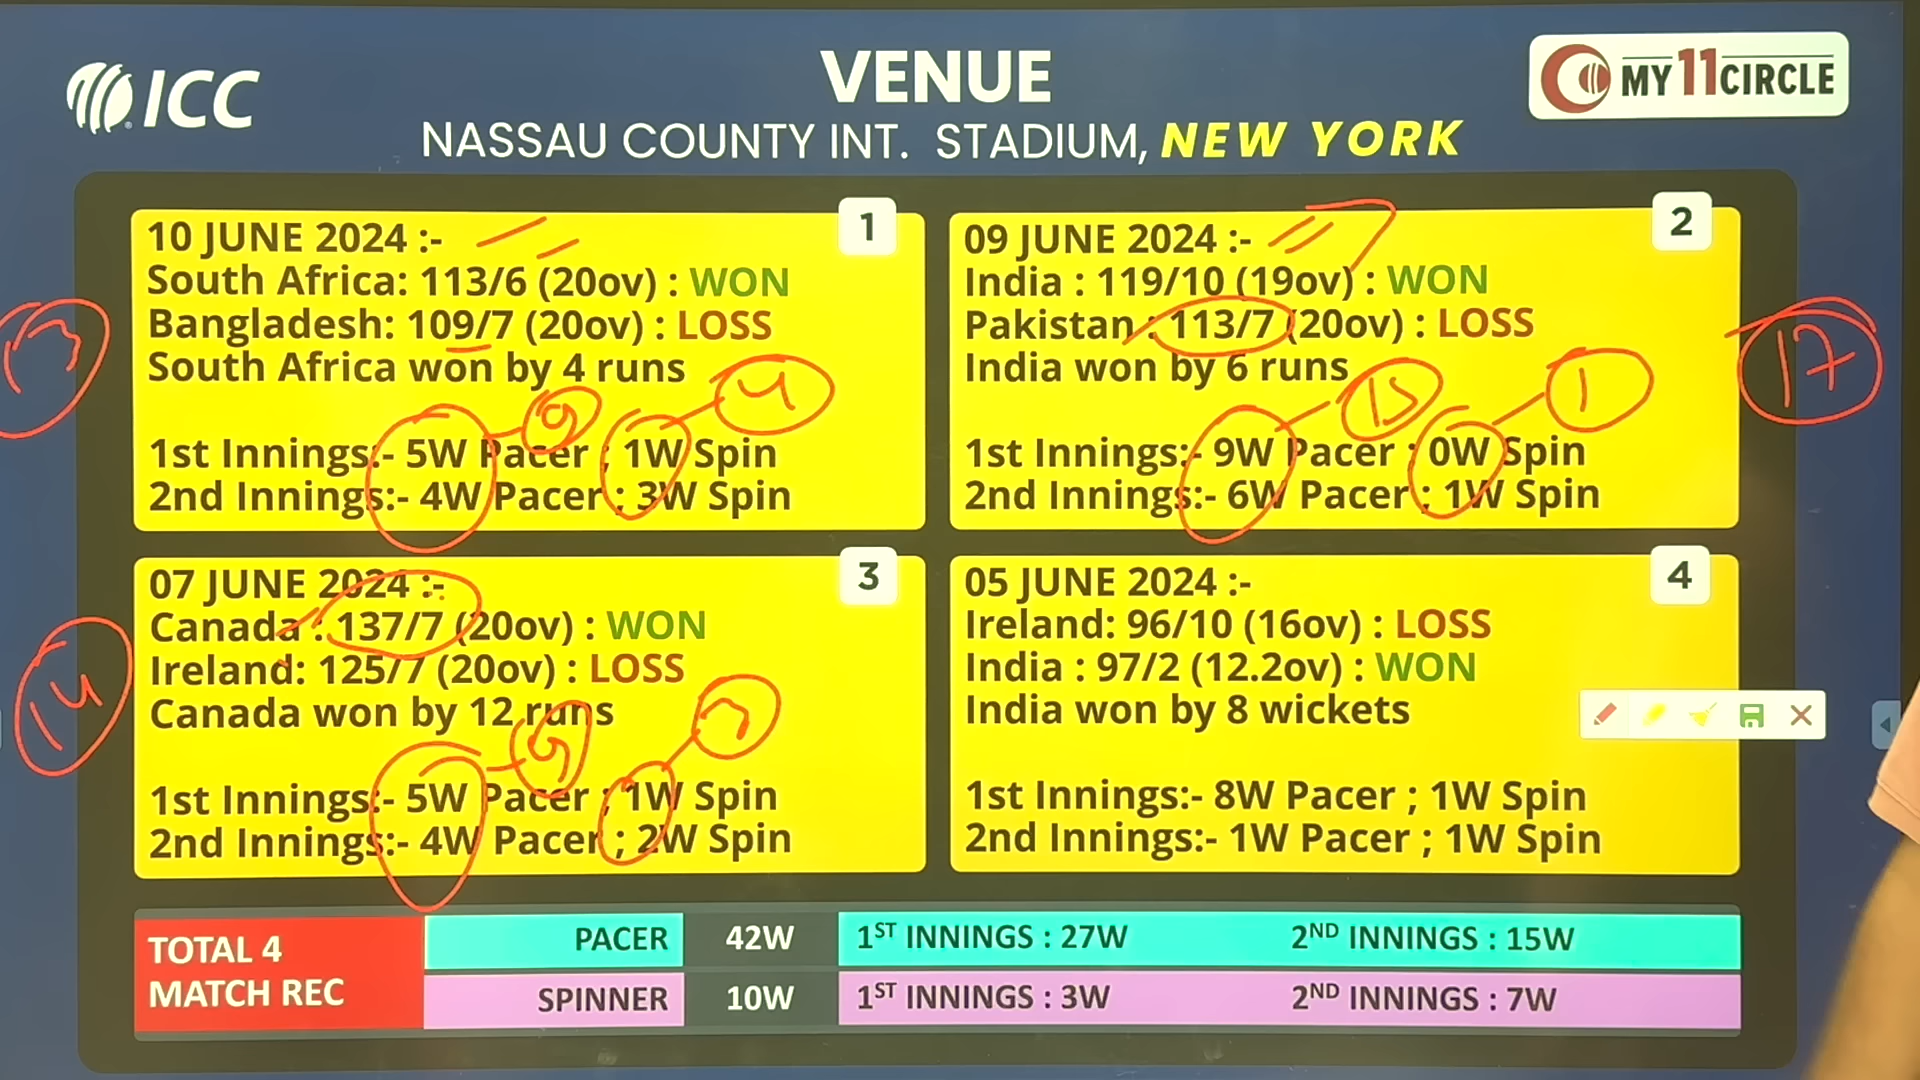 ICC
VENUE
MY11CIRCLE
NASSAU COUNTY INT. STADIUM, NEW YORK
1
10 JUNE 2024 :-
South Africa: 113/6 (20ov) : WON
Bangladesh: 109/7 (20ov) : LOSS
South Africa won by 4 runs
9
4
1st Innings:- 5W Pacer ; 1W Spin
2nd Innings:- 4W Pacer ; 3W Spin
2
09 JUNE 2024 :-
India : 119/10 (19ov) : WON
Pakistan : 113/7 (20ov) : LOSS
India won by 6 runs
15
1
17
1st Innings:- 9W Pacer ; 0W Spin
2nd Innings:- 6W Pacer ; 1W Spin
3
07 JUNE 2024 :-
Canada : 137/7 (20ov) : WON
Ireland: 125/7 (20ov) : LOSS
Canada won by 12 runs
14
9
1st Innings:- 5W Pacer ; 1W Spin
2nd Innings:- 4W Pacer ; 2W Spin
4
05 JUNE 2024 :-
Ireland: 96/10 (16ov) : LOSS
India : 97/2 (12.2ov) : WON
India won by 8 wickets
1st Innings:- 8W Pacer ; 1W Spin
2nd Innings:- 1W Pacer ; 1W Spin
TOTAL 4
MATCH REC
PACER 42W 1ST INNINGS : 27W 2ND INNINGS : 15W
SPINNER 10W 1ST INNINGS : 3W 2ND INNINGS : 7W